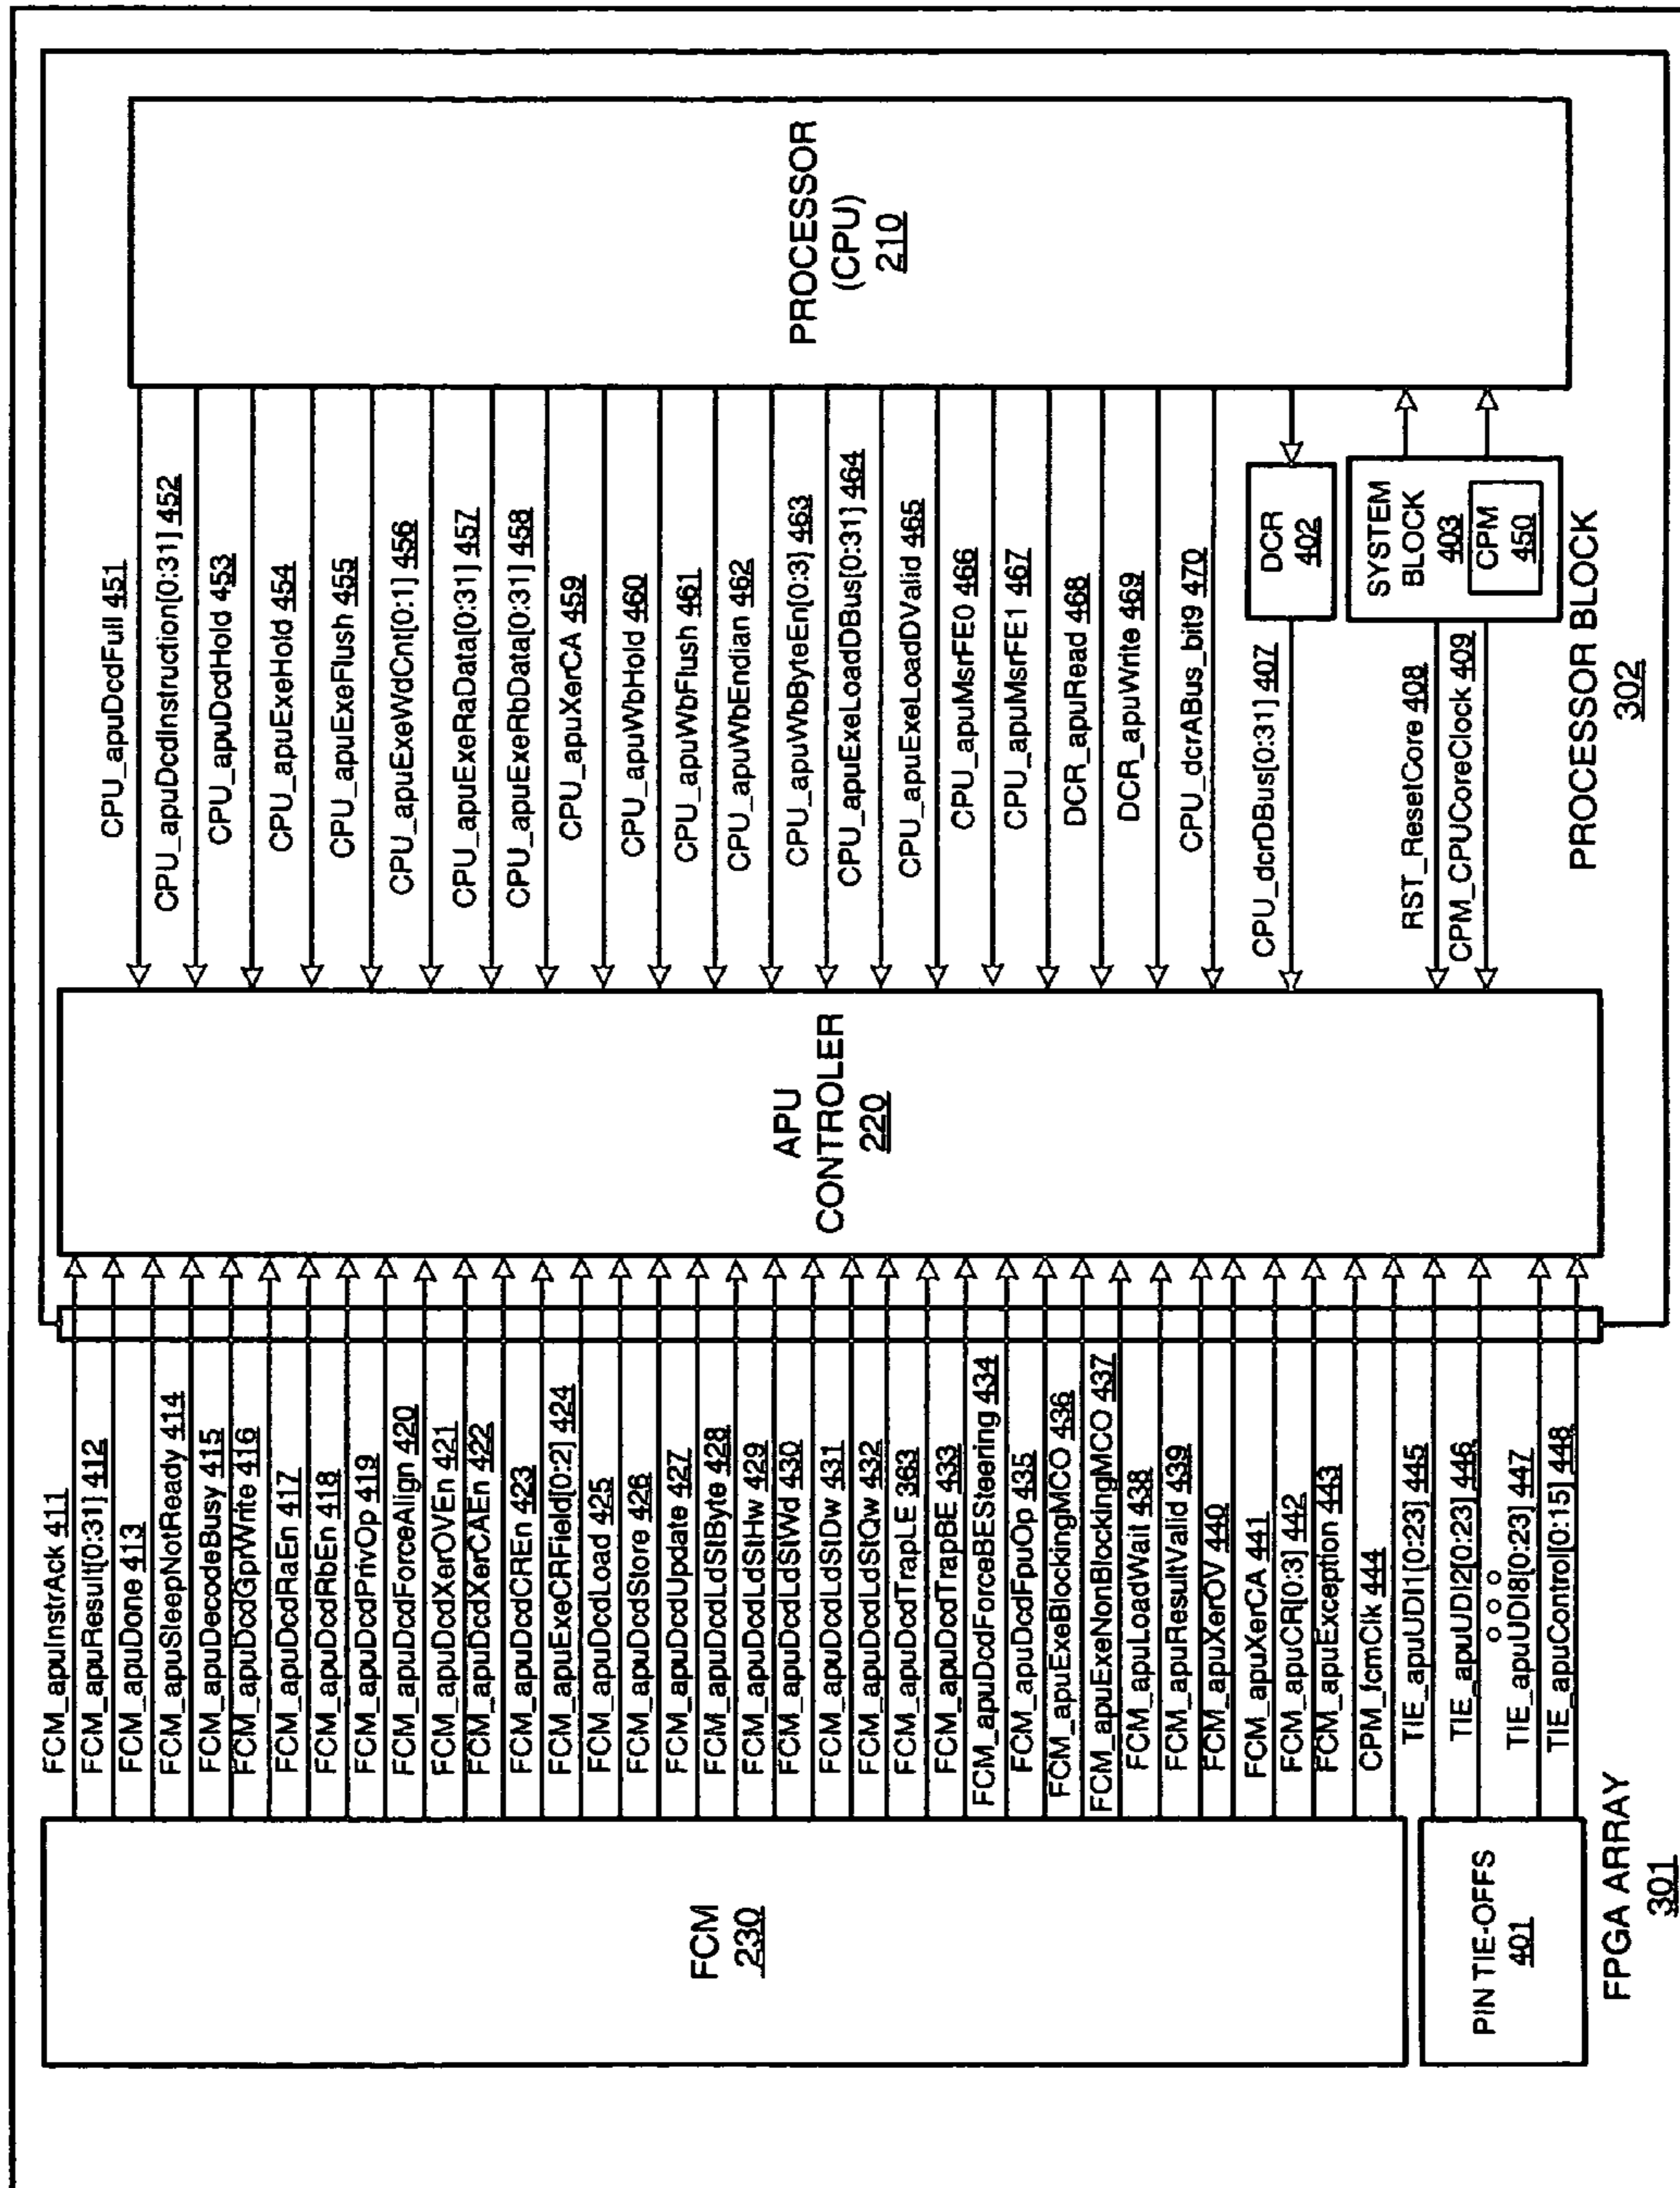 FCM
230
PIN TIE-OFFS
401
FPGA ARRAY
301
FCM_apuInstrAck 411
FCM_apuResult[0:31] 412
FCM_apuDone 413
FCM_apuSleepNotReady 414
FCM_apuDecodeBusy 415
FCM_apuDcdGprWrite 416
FCM_apuDcdRaEn 417
FCM_apuDcdRbEn 418
FCM_apuDcdPrivOp 419
FCM_apuDcdForceAlign 420
FCM_apuDcdXerOVEn 421
FCM_apuDcdXerCAEn 422
FCM_apuDcdCREn 423
FCM_apuExeCRField[0:2] 424
FCM_apuDcdLoad 425
FCM_apuDcdStore 426
FCM_apuDcdUpdate 427
FCM_apuDcdLdStByte 428
FCM_apuDcdLdStHw 429
FCM_apuDcdLdStWd 430
FCM_apuDcdLdStDw 431
FCM_apuDcdLdStQw 432
FCM_apuDcdTrapLE 363
FCM_apuDcdTrapBE 433
FCM_apuDcdForceBESteering 434
FCM_apuDcdFpuOp 435
FCM_apuExeBlockingMCO 436
FCM_apuExeNonBlockingMCO 437
FCM_apuLoadWait 438
FCM_apuResultValid 439
FCM_apuXerOV 440
FCM_apuXerCA 441
FCM_apuCR[0:3] 442
FCM_apuException 443
CPM_fcmClk 444
TIE_apuUDI1[0:23] 445
TIE_apuUDI2[0:23] 446
TIE_apuUDI8[0:23] 447
TIE_apuControl[0:15] 448
APU
CONTROLER
220
CPU_apuDcdFull 451
CPU_apuDcdInstruction[0:31] 452
CPU_apuDcdHold 453
CPU_apuExeHold 454
CPU_apuExeFlush 455
CPU_apuExeWdCnt[0:1] 456
CPU_apuExeRaData[0:31] 457
CPU_apuExeRbData[0:31] 458
CPU_apuXerCA 459
CPU_apuWbHold 460
CPU_apuWbFlush 461
CPU_apuWbEndian 462
CPU_apuWbByteEn[0:3] 463
CPU_apuExeLoadDBus[0:31] 464
CPU_apuExeLoadDValid 465
CPU_apuMsrFE0 466
CPU_apuMsrFE1 467
DCR_apuRead 468
DCR_apuWrite 469
CPU_dcrABus_bit9 470
CPU_dcrDBus[0:31] 407
RST_ResetCore 408
CPM_CPUCoreClock 409
DCR
402
SYSTEM
BLOCK
403
CPM
450
PROCESSOR
(CPU)
210
PROCESSOR BLOCK
302